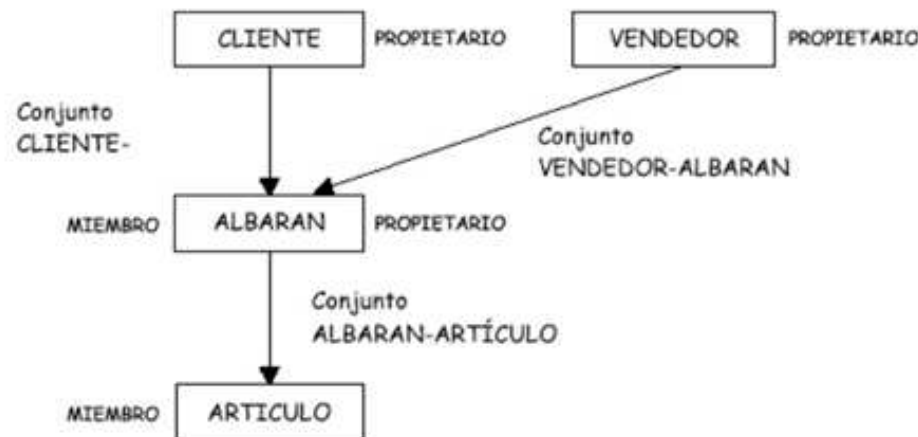 CLIENTE PROPIETARIO VENDEDOR PROPIETARIO
Conjunto
CLIENTE-
Conjunto
VENDEDOR-ALBARAN
MIEMBRO ALBARAN PROPIETARIO
Conjunto
ALBARAN-ARTÍCULO
MIEMBRO ARTICULO